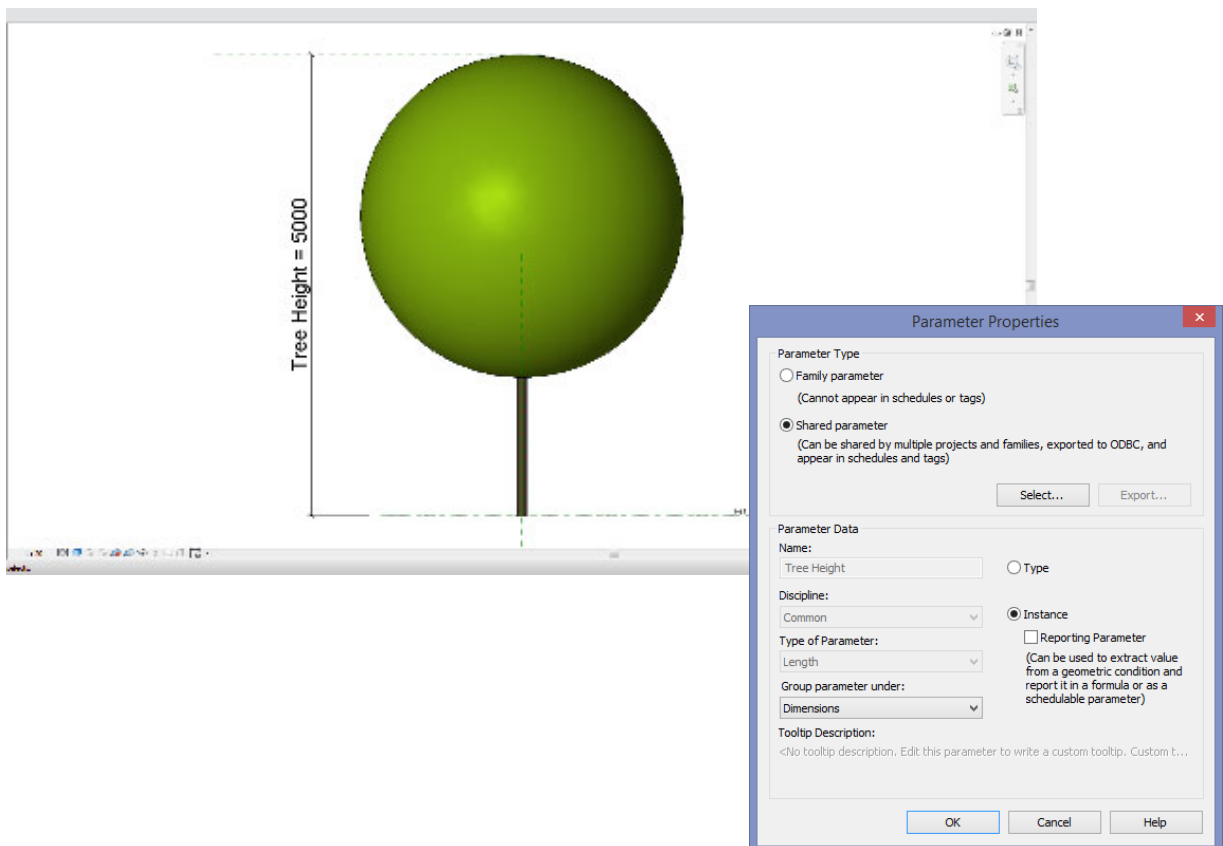 Tree Height = 5000
Parameter Properties
Parameter Type
Family parameter
(Cannot appear in schedules or tags)
Shared parameter
(Can be shared by multiple projects and families, exported to ODBC, and
appear in schedules and tags)
Select...
Export...
Parameter Data
Name:
Tree Height
Type
Discipline:
Common
Instance
Reporting Parameter
Type of Parameter:
Length
(Can be used to extract value
from a geometric condition and
report it in a formula or as a
schedulable parameter)
Group parameter under:
Dimensions
Tooltip Description:
<No tooltip description. Edit this parameter to write a custom tooltip. Custom t...
OK
Cancel
Help